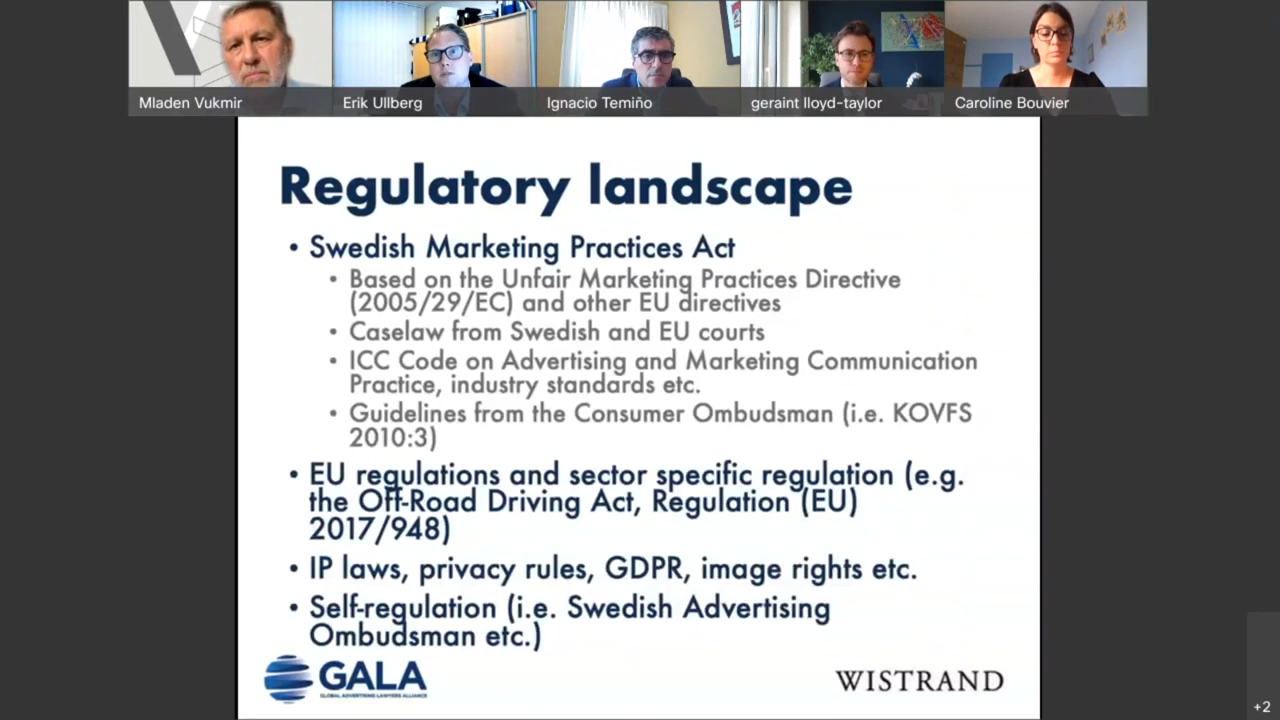 Mladen Vukmir
Erik Ullberg
Ignacio Temiño
geraint lloyd-taylor
Caroline Bouvier
Regulatory landscape
• Swedish Marketing Practices Act
• Based on the Unfair Marketing Practices Directive
(2005/29/EC) and other EU directives
• Caselaw from Swedish and EU courts
• ICC Code on Advertising and Marketing Communication
Practice, industry standards etc.
• Guidelines from the Consumer Ombudsman (i.e. KOVFS
2010:3)
• EU regulations and sector specific regulation (e.g.
the Off-Road Driving Act, Regulation (EU)
2017/948)
• IP laws, privacy rules, GDPR, image rights etc.
• Self-regulation (i.e. Swedish Advertising
Ombudsman etc.)
GALA
GLOBAL ADVERTISING LAWYERS ALLIANCE
WISTRAND
+2